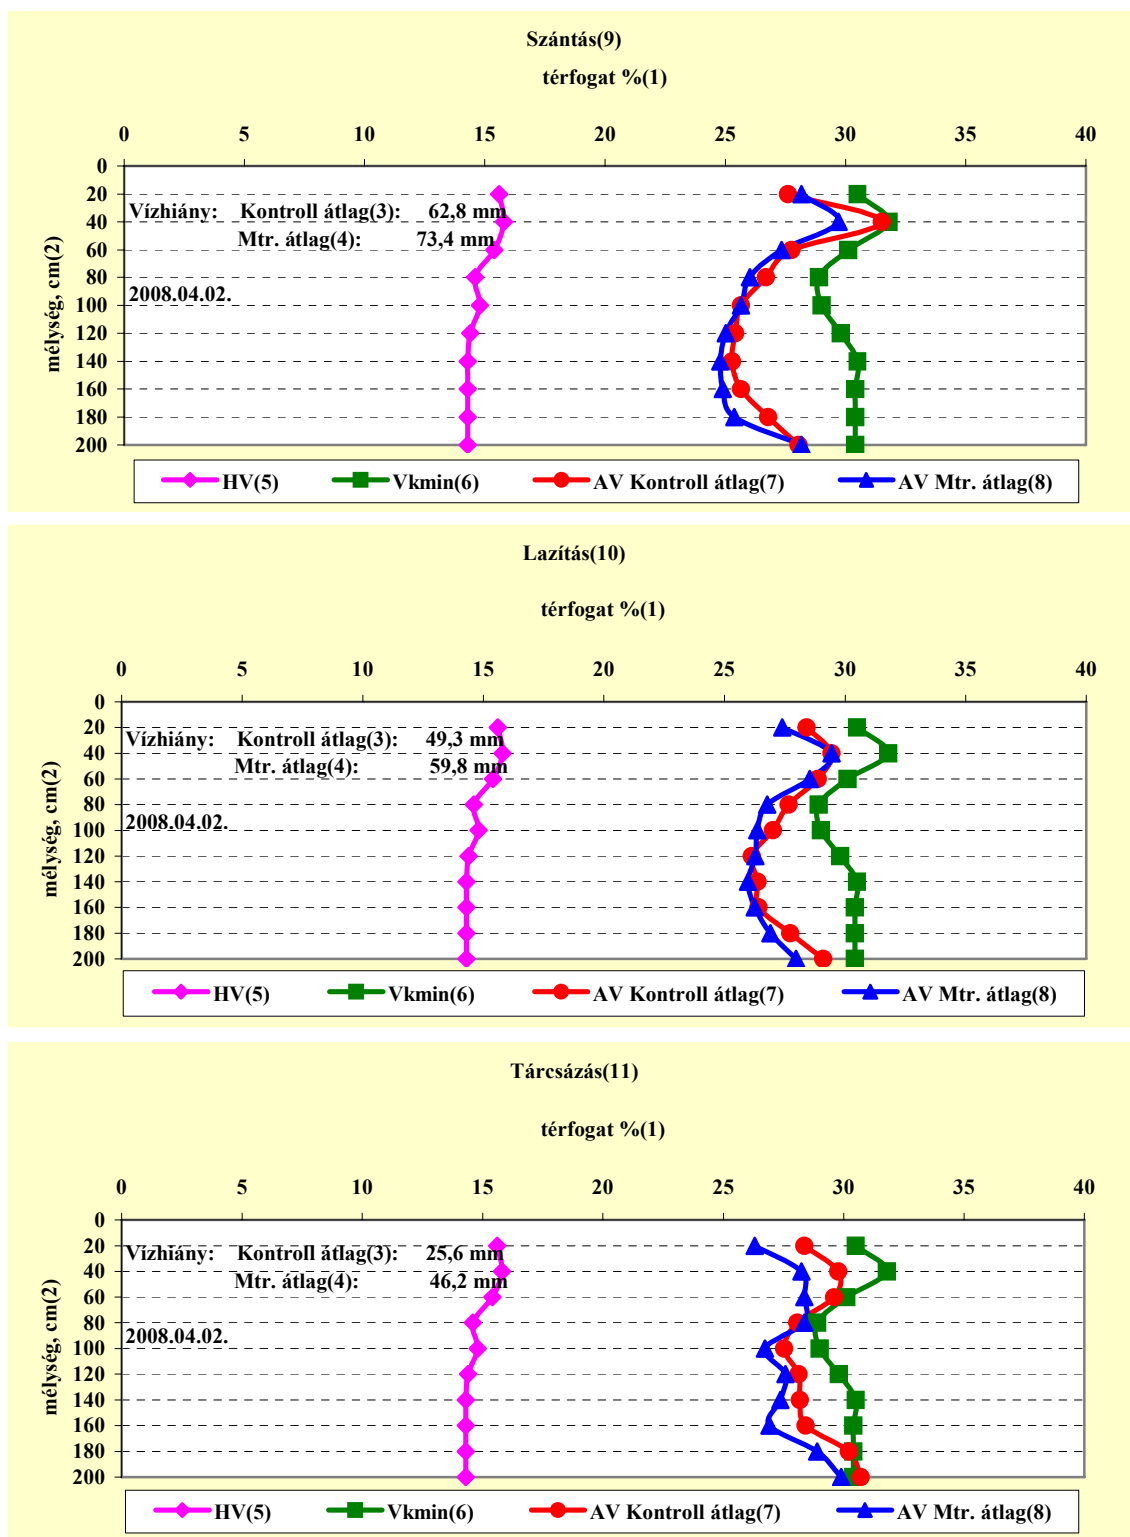 Szántás(9)
térfogat %(1)
0 5 10 15 20 25 30 35 40
0
20
Vízhiány: Kontroll átlag(3): 62,8 mm
40
Mtr. átlag(4): 73,4 mm
60
80
2008.04.02.
100
120
140
160
180
200
mélység, cm(2)
HV(5) Vkmin(6) AV Kontroll átlag(7) AV Mtr. átlag(8)
Lazítás(10)
térfogat %(1)
0 5 10 15 20 25 30 35 40
0
20
Vízhiány: Kontroll átlag(3): 49,3 mm
40
Mtr. átlag(4): 59,8 mm
60
80
2008.04.02.
100
120
140
160
180
200
mélység, cm(2)
HV(5) Vkmin(6) AV Kontroll átlag(7) AV Mtr. átlag(8)
Tárcsázás(11)
térfogat %(1)
0 5 10 15 20 25 30 35 40
0
20
Vízhiány: Kontroll átlag(3): 25,6 mm
40
Mtr. átlag(4): 46,2 mm
60
80
2008.04.02.
100
120
140
160
180
200
mélység, cm(2)
HV(5) Vkmin(6) AV Kontroll átlag(7) AV Mtr. átlag(8)